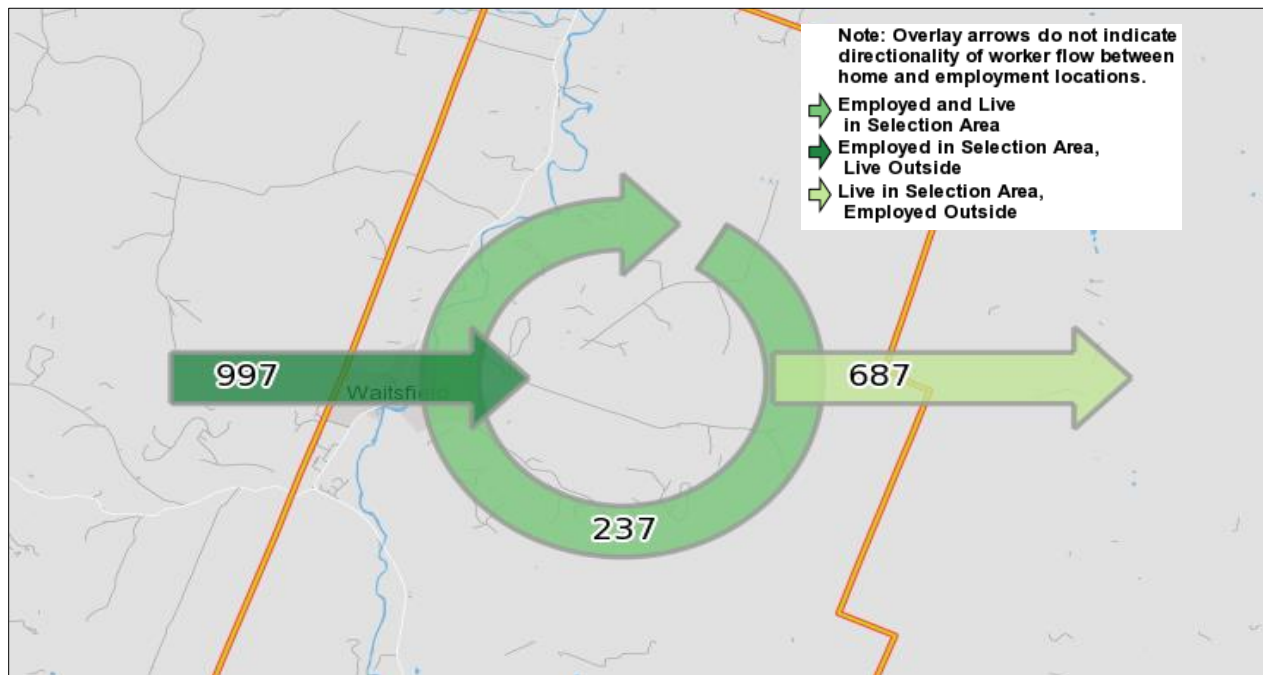 Note: Overlay arrows do not indicate
directionality of worker flow between
home and employment locations.
Employed and Live
in Selection Area
Employed in Selection Area,
Live Outside
Live in Selection Area,
Employed Outside
997
Waitsfield
687
237